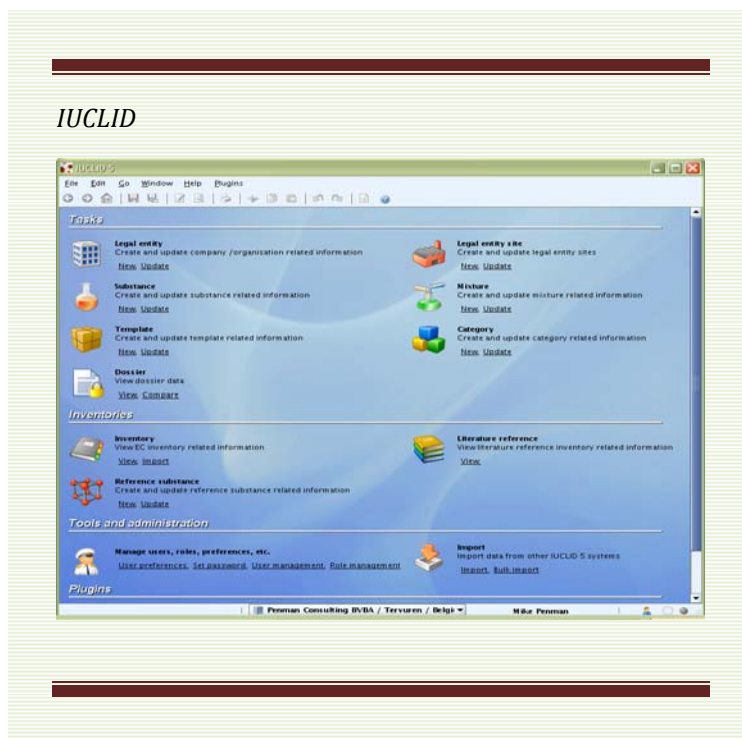 IUCLID
IUCLID 5
File Edit Go Window Help Plugins
Tasks
Legal entity
Create and update company /organisation related information
New, Update
Legal entity site
Create and update legal entity sites
New, Update
Substance
Create and update substance related information
New, Update
Mixture
Create and update mixture related information
New, Update
Template
Create and update template related information
New, Update
Category
Create and update category related information
New, Update
Dossier
View dossier data
View, Compare
Inventories
Inventory
View EC inventory related information
View, Import
Literature reference
View literature reference inventory related information
View,
Reference substance
Create and update reference substance related information
New, Update
Tools and administration
Manage users, roles, preferences, etc.
User preferences, Set password, User management, Role management
Import
Import data from other IUCLID 5 systems
Import, Bulk import
Plugins
Penman Consulting BVBA / Tervuren / Belgi
Mike Penman